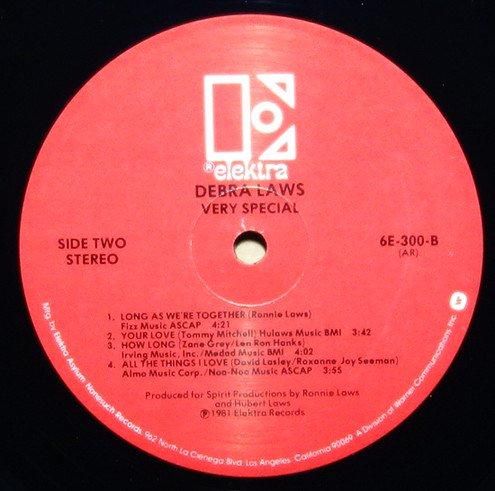 ® elektra
DEBRA LAWS
VERY SPECIAL
SIDE TWO
STEREO
6E-300-B
(AR)
1. LONG AS WE'RE TOGETHER (Ronnie Laws)
Fizz Music ASCAP 4:21
2. YOUR LOVE (Tommy Mitchell) Hulaws Music BMI 3:42
3. HOW LONG (Zane Grey/Len Ron Hanks)
Irving Music, Inc./Medad Music BMI 4:02
4. ALL THE THINGS I LOVE (David Lasley/Roxanne Jay Seeman)
Almo Music Corp./Noa-Noa Music ASCAP 3:55
Produced for Spirit Productions by Ronnie Laws
and Hubert Laws
℗ 1981 Elektra Records
Mfg. by Elektra/Asylum/Nonesuch Records, 962 North La Cienega Blvd. Los Angeles, California 90069. A Division of Warner Communications Inc.